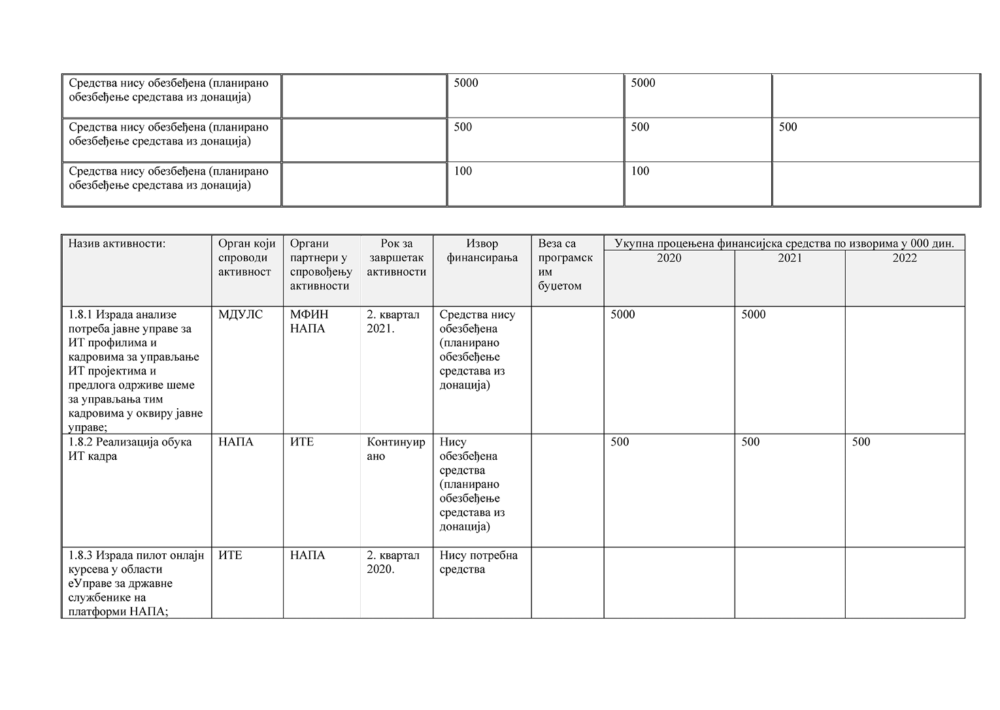 Средства нису обезбеђена (планирано
обезбеђење средстава из донација)
5000
5000
Средства нису обезбеђена (планирано
обезбеђење средстава из донација)
500
500
500
Средства нису обезбеђена (планирано
обезбеђење средстава из донација)
100
100
Назив активности:
Орган који
спроводи
активност
Органи
партнери у
спровођењу
активности
Рок за
завршетак
активности
Извор
финансирања
Веза са
програмск
им
буџетом
Укупна процењена финансијска средства по изворима у 000 дин.
2020
2021
2022
1.8.1 Израда анализе
потреба јавне управе за
ИТ профилима и
кадровима за управљање
ИТ пројектима и
предлога одрживе шеме
за управљања тим
кадровима у оквиру јавне
управе;
МДУЛС
МФИН
НАПА
2. квартал
2021.
Средства нису
обезбеђена
(планирано
обезбеђење
средстава из
донација)
5000
5000
1.8.2 Реализација обука
ИТ кадра
НАПА
ИТЕ
Континуир
ано
Нису
обезбеђена
средства
(планирано
обезбеђење
средстава из
донација)
500
500
500
1.8.3 Израда пилот онлајн
курсева у области
еУправе за државне
службенике на
платформи НАПА;
ИТЕ
НАПА
2. квартал
2020.
Нису потребна
средства